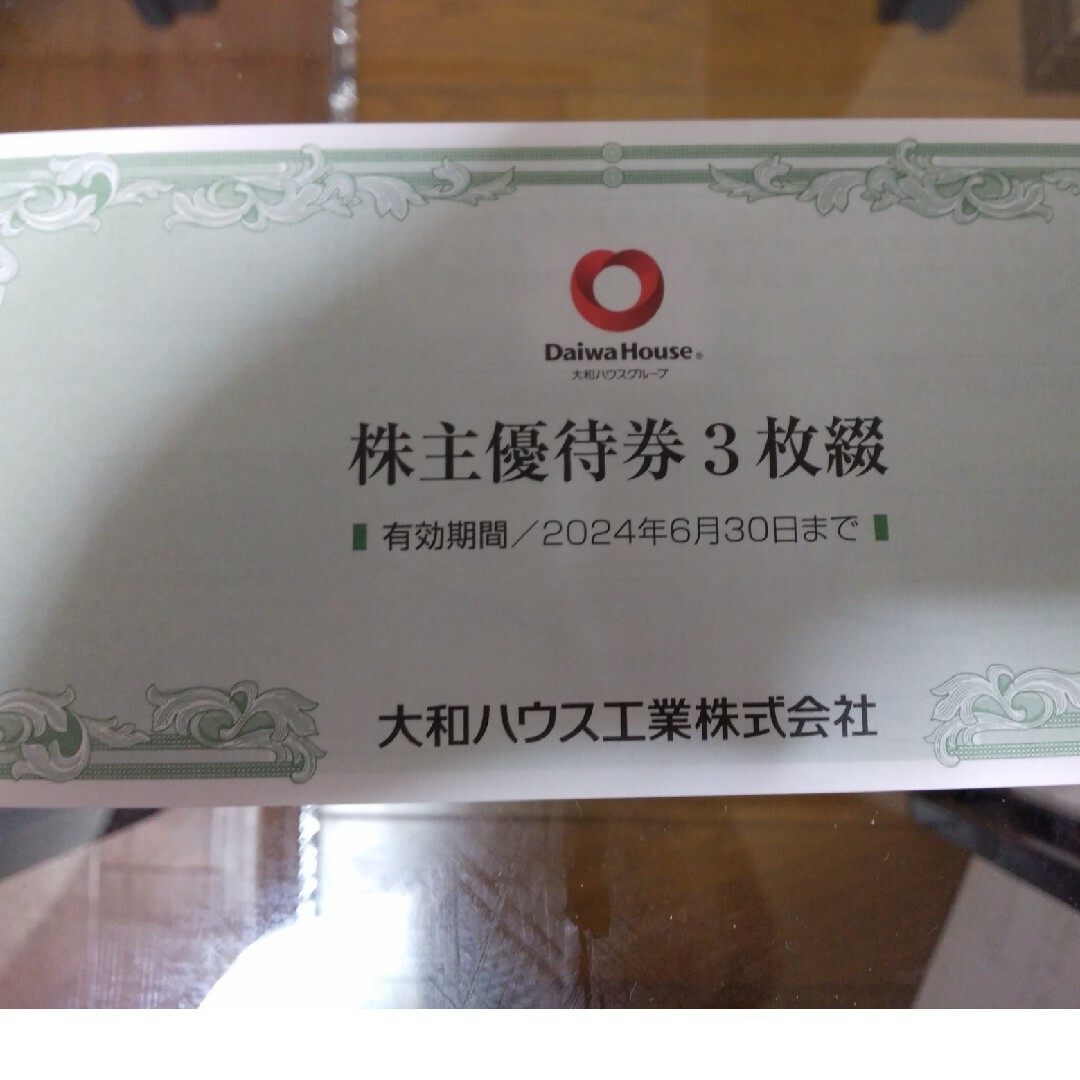 Daiwa House®
大和ハウスグループ
株主優待券3枚綴
有効期間／2024年6月30日まで
大和ハウス工業株式会社